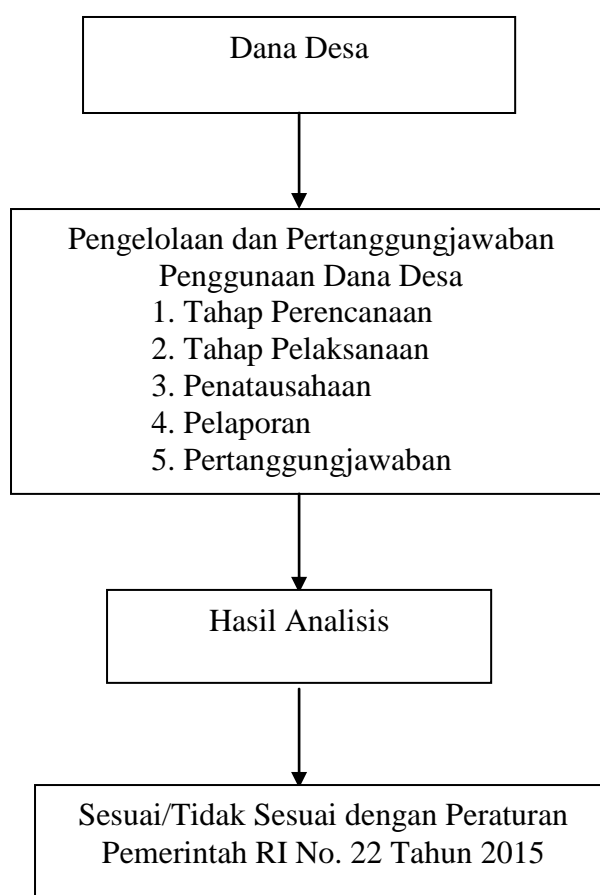 Dana Desa
Pengelolaan dan Pertanggungjawaban
Penggunaan Dana Desa
1. Tahap Perencanaan
2. Tahap Pelaksanaan
3. Penatausahaan
4. Pelaporan
5. Pertanggungjawaban
Hasil Analisis
Sesuai/Tidak Sesuai dengan Peraturan
Pemerintah RI No. 22 Tahun 2015